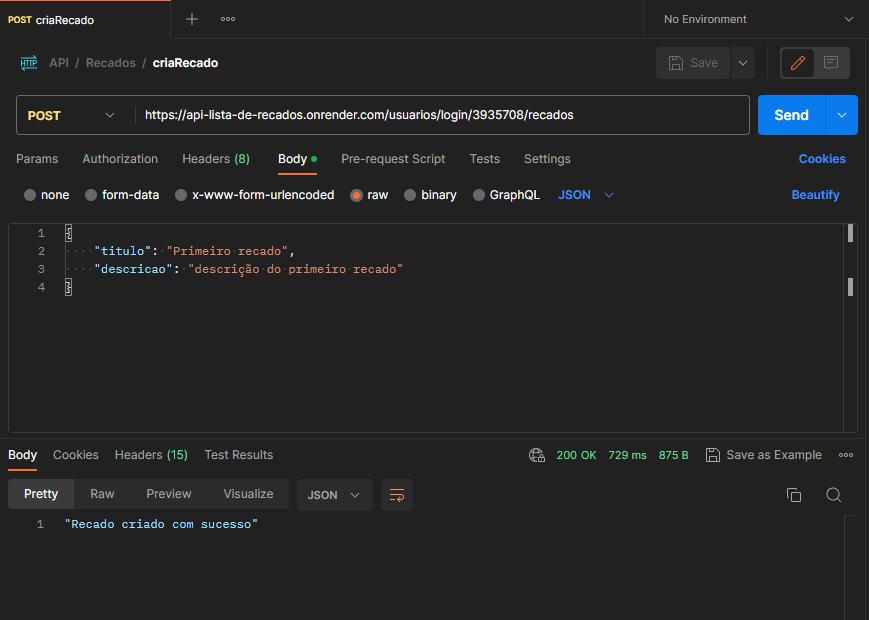 POST criaRecado
No Environment
HTTP API / Recados / criaRecado
Save
POST https://api-lista-de-recados.onrender.com/usuarios/login/3935708/recados Send
Params Authorization Headers (8) Body Pre-request Script Tests Settings Cookies
none form-data x-www-form-urlencoded raw binary GraphQL JSON Beautify
1 {
2 ····"titulo":·"Primeiro·recado",
3 ····"descricao":·"descrição·do·primeiro·recado"
4 }
Body Cookies Headers (15) Test Results 200 OK 729 ms 875 B Save as Example
Pretty Raw Preview Visualize JSON
1 "Recado criado com sucesso"